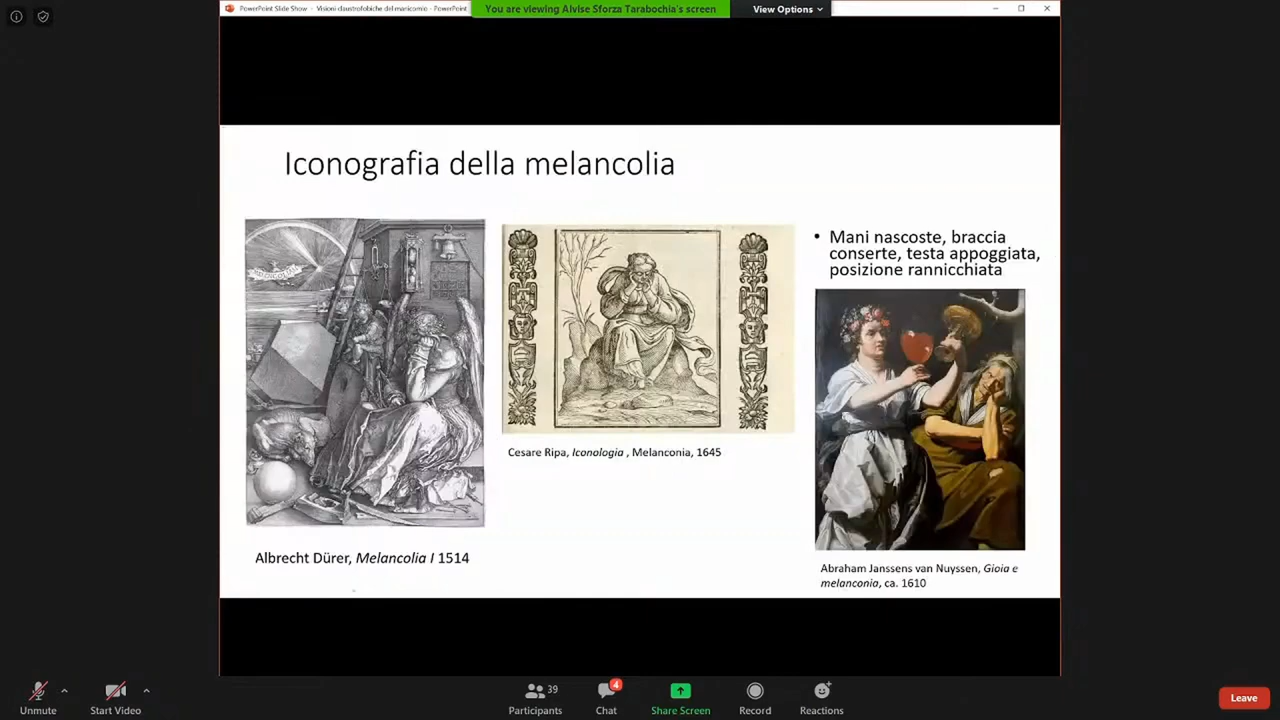 PowerPoint Slide Show - Visioni claustrofobiche del manicomio - PowerPoint
You are viewing Alvise Sforza Tarabochia's screen
View Options
Iconografia della melancolia
• Mani nascoste, braccia
conserte, testa appoggiata,
posizione rannicchiata
Cesare Ripa, Iconologia , Melanconia, 1645
Albrecht Dürer, Melancolia I 1514
Abraham Janssens van Nuyssen, Gioia e
melanconia, ca. 1610
Unmute
Start Video
39
Participants
4
Chat
Share Screen
Record
Reactions
Leave